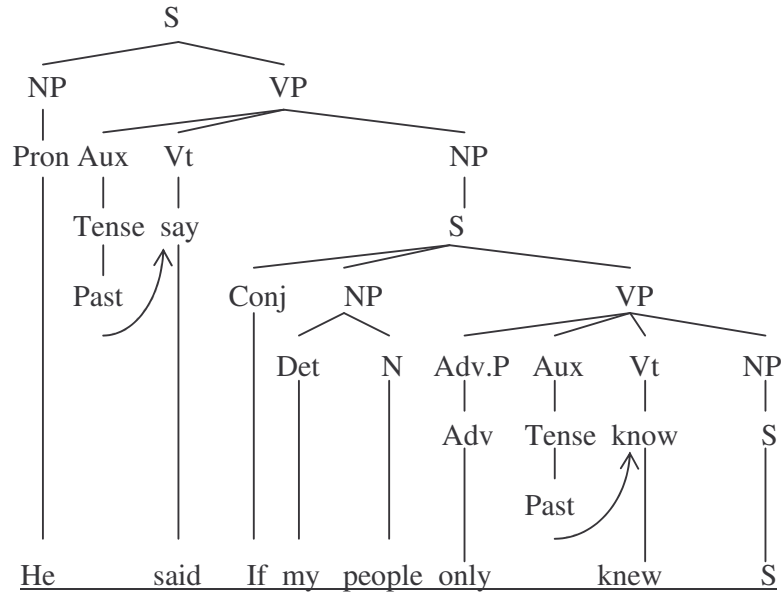 S
NP VP
Pron Aux Vt NP
Tense say S
Past Conj NP VP
Det N Adv.P Aux Vt NP
Adv Tense know S
Past
He said If my people only knew S